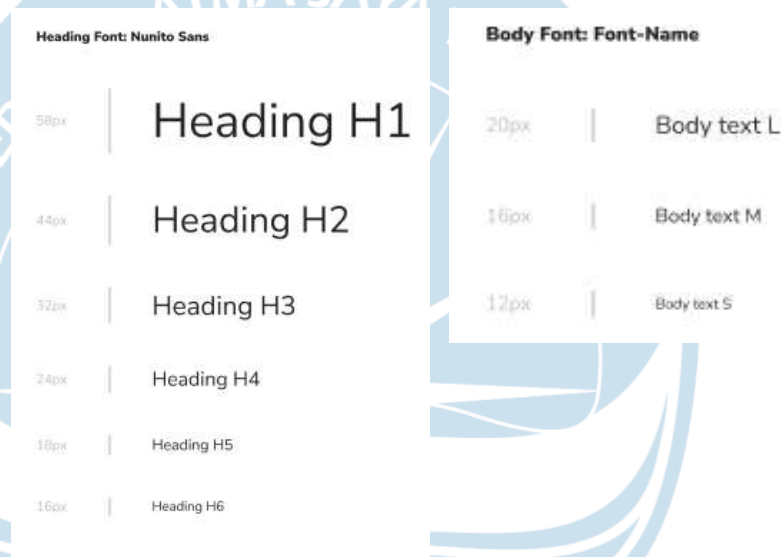 Heading Font: Nunito Sans
58px Heading H1
44px Heading H2
32px Heading H3
24px Heading H4
18px Heading H5
16px Heading H6
Body Font: Font-Name
20px Body text L
16px Body text M
12px Body text S